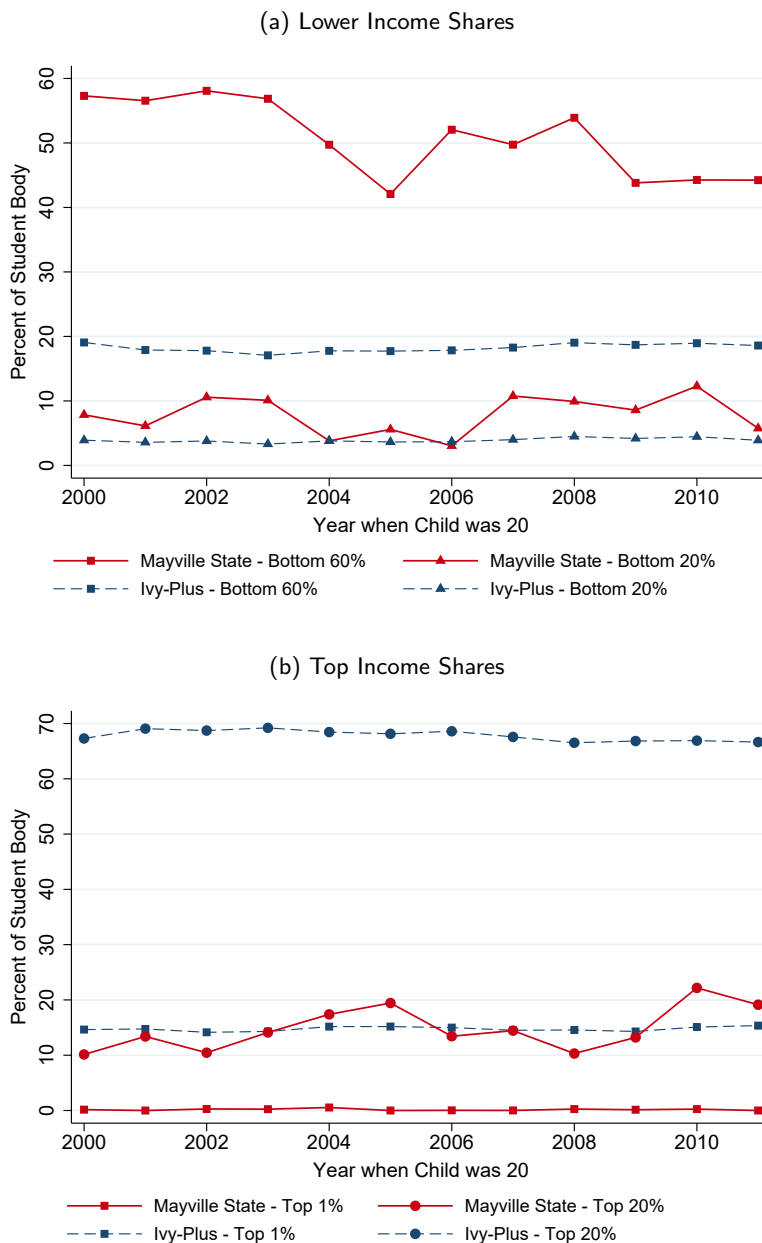 (a) Lower Income Shares
Percent of Student Body
60
50
40
30
20
10
0
2000 2002 2004 2006 2008 2010
Year when Child was 20
Mayville State - Bottom 60% Mayville State - Bottom 20%
Ivy-Plus - Bottom 60% Ivy-Plus - Bottom 20%
(b) Top Income Shares
Percent of Student Body
70
60
50
40
30
20
10
0
2000 2002 2004 2006 2008 2010
Year when Child was 20
Mayville State - Top 1% Mayville State - Top 20%
Ivy-Plus - Top 1% Ivy-Plus - Top 20%